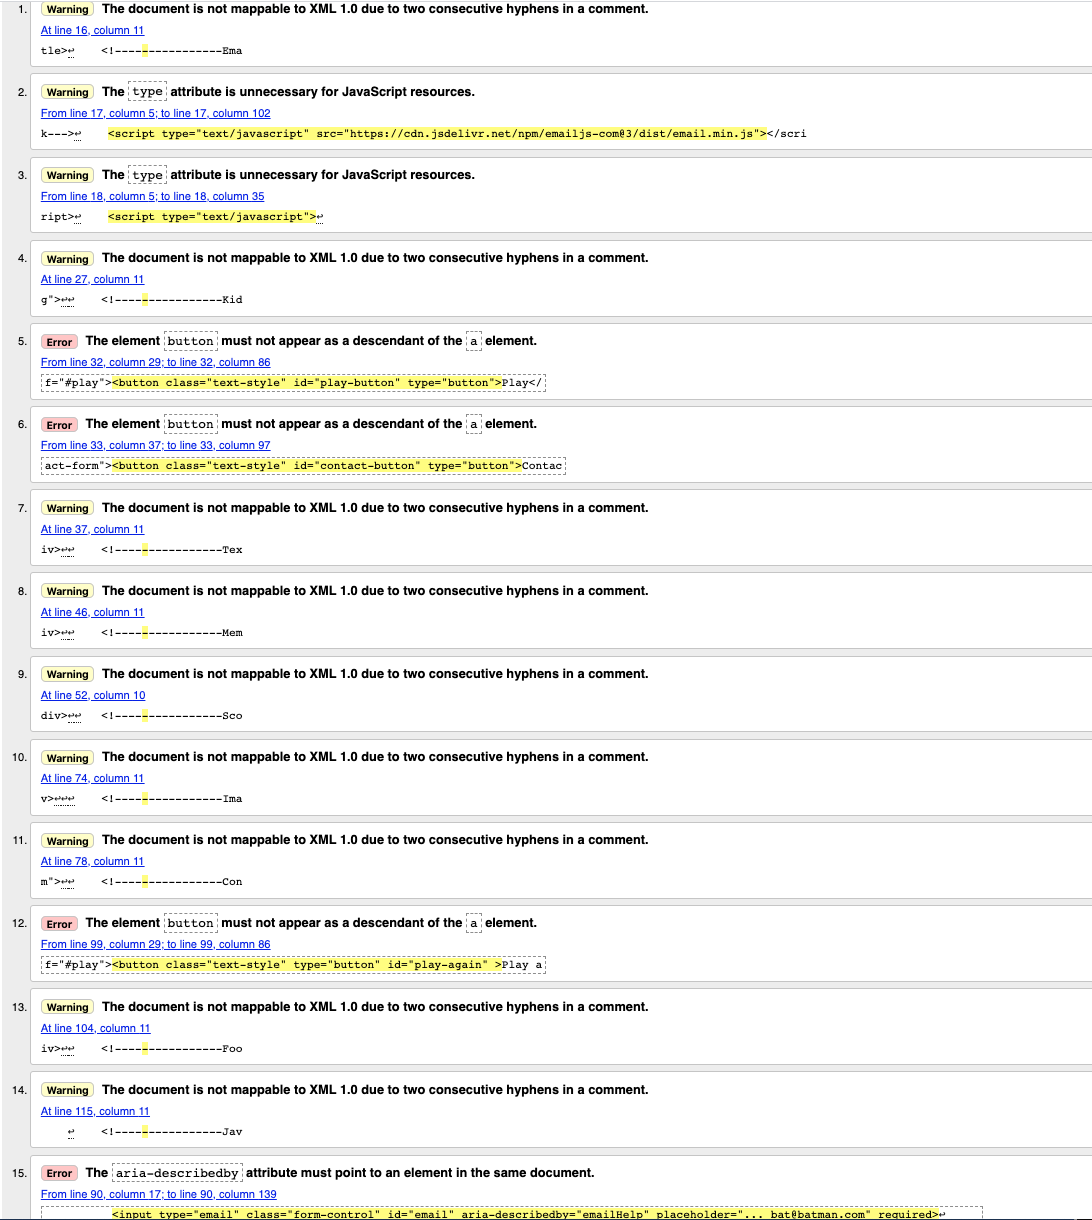 1. Warning The document is not mappable to XML 1.0 due to two consecutive hyphens in a comment.
At line 16, column 11
tle>↩    <!----------------Ema
2. Warning The type attribute is unnecessary for JavaScript resources.
From line 17, column 5; to line 17, column 102
k--->↩    <script type="text/javascript" src="https://cdn.jsdelivr.net/npm/emailjs-com@3/dist/email.min.js"></scri
3. Warning The type attribute is unnecessary for JavaScript resources.
From line 18, column 5; to line 18, column 35
ript>↩    <script type="text/javascript">↩
4. Warning The document is not mappable to XML 1.0 due to two consecutive hyphens in a comment.
At line 27, column 11
g">↩↩    <!----------------Kid
5. Error The element button must not appear as a descendant of the a element.
From line 32, column 29; to line 32, column 86
f="#play"><button class="text-style" id="play-button" type="button">Play</
6. Error The element button must not appear as a descendant of the a element.
From line 33, column 37; to line 33, column 97
act-form"><button class="text-style" id="contact-button" type="button">Contac
7. Warning The document is not mappable to XML 1.0 due to two consecutive hyphens in a comment.
At line 37, column 11
iv>↩↩    <!----------------Tex
8. Warning The document is not mappable to XML 1.0 due to two consecutive hyphens in a comment.
At line 46, column 11
iv>↩↩    <!----------------Mem
9. Warning The document is not mappable to XML 1.0 due to two consecutive hyphens in a comment.
At line 52, column 10
div>↩↩   <!----------------Sco
10. Warning The document is not mappable to XML 1.0 due to two consecutive hyphens in a comment.
At line 74, column 11
v>↩↩↩    <!----------------Ima
11. Warning The document is not mappable to XML 1.0 due to two consecutive hyphens in a comment.
At line 78, column 11
m">↩↩    <!----------------Con
12. Error The element button must not appear as a descendant of the a element.
From line 99, column 29; to line 99, column 86
f="#play"><button class="text-style" type="button" id="play-again" >Play a
13. Warning The document is not mappable to XML 1.0 due to two consecutive hyphens in a comment.
At line 104, column 11
iv>↩↩    <!----------------Foo
14. Warning The document is not mappable to XML 1.0 due to two consecutive hyphens in a comment.
At line 115, column 11
↩    <!----------------Jav
15. Error The aria-describedby attribute must point to an element in the same document.
From line 90, column 17; to line 90, column 139
<input type="email" class="form-control" id="email" aria-describedby="emailHelp" placeholder="... bat@batman.com" required>↩